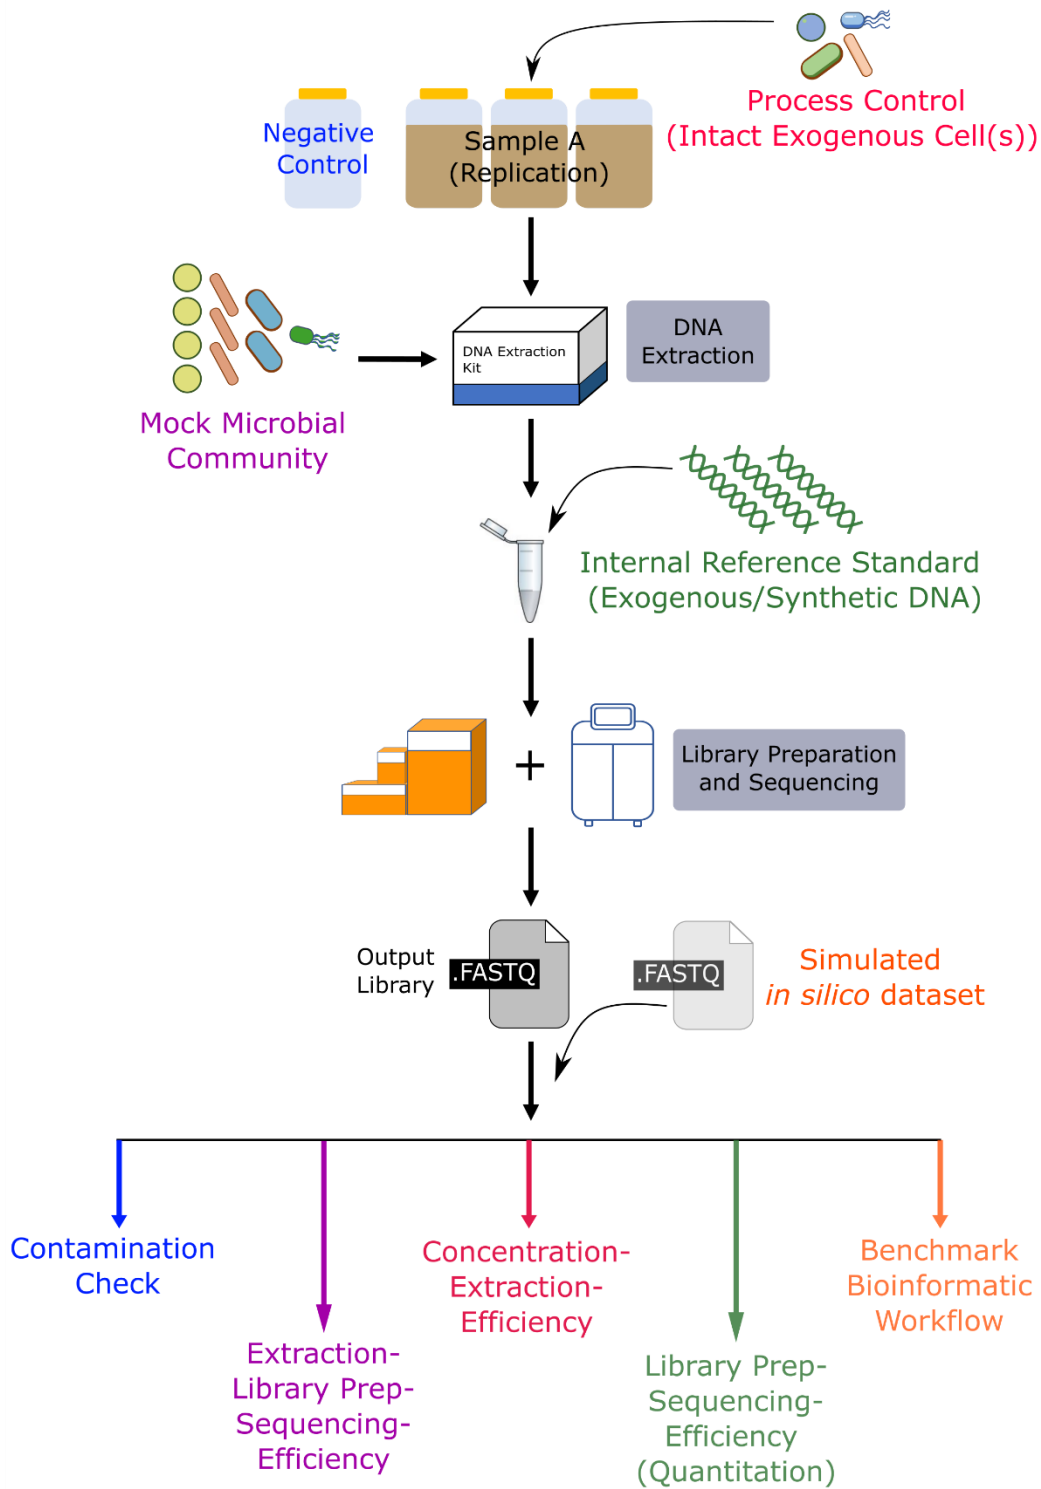 Process Control
(Intact Exogenous Cell(s))
Negative
Control
Sample A
(Replication)
DNA
Extraction
DNA Extraction
Kit
Mock Microbial
Community
Internal Reference Standard
(Exogenous/Synthetic DNA)
+
Library Preparation
and Sequencing
Output
Library
.FASTQ
.FASTQ
Simulated
in silico dataset
Contamination
Check
Extraction-
Library Prep-
Sequencing-
Efficiency
Concentration-
Extraction-
Efficiency
Library Prep-
Sequencing-
Efficiency
(Quantitation)
Benchmark
Bioinformatic
Workflow